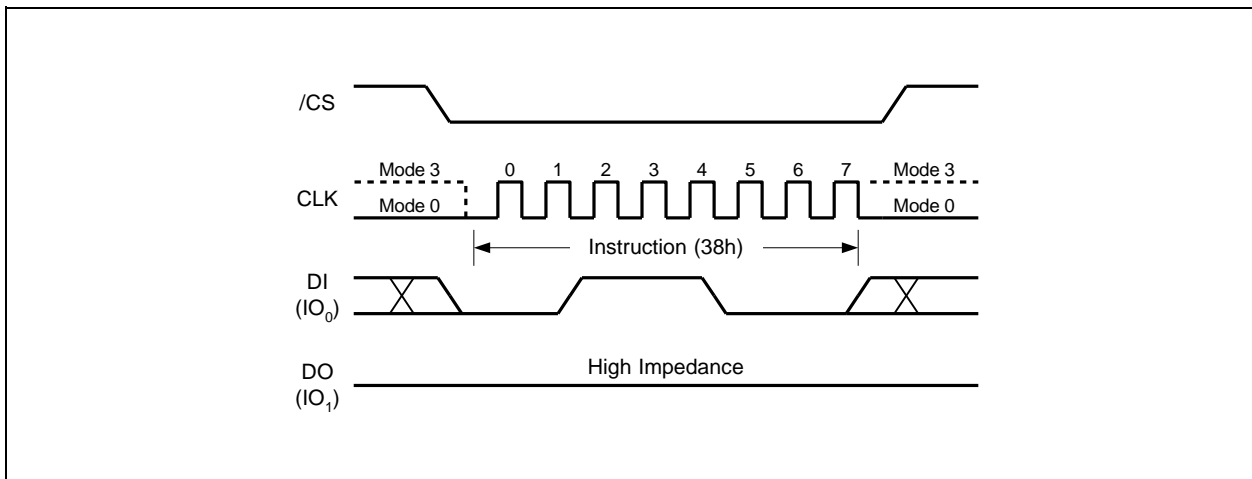 /CS
Mode 3 0 1 2 3 4 5 6 7 Mode 3
CLK
Mode 0 Mode 0
Instruction (38h)
DI
(IO₀)
High Impedance
DO
(IO₁)